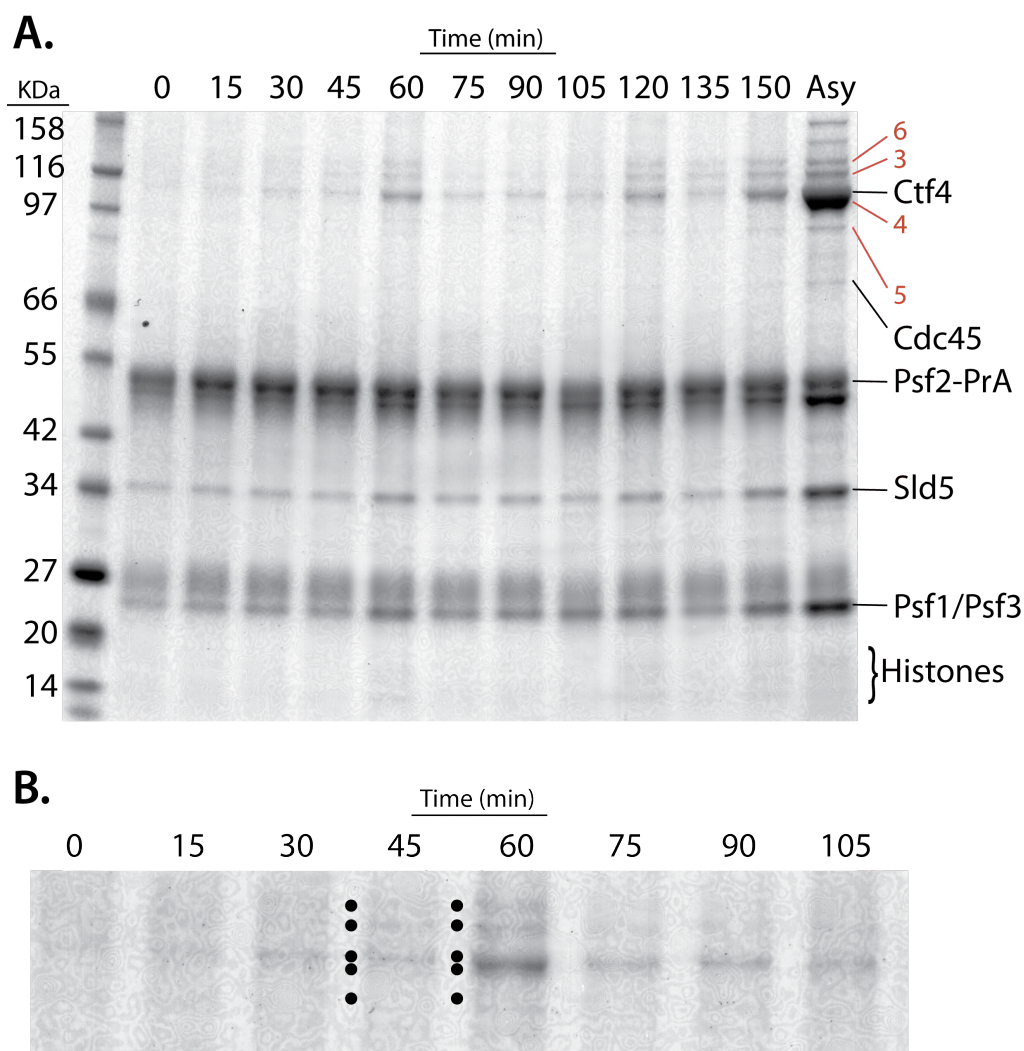 A.
Time (min)
KDa 0 15 30 45 60 75 90 105 120 135 150 Asy
158
6
116
3
97
Ctf4
4
66
5
Cdc45
55
Psf2-PrA
42
34
Sld5
27
Psf1/Psf3
20
}Histones
14
B.
Time (min)
0 15 30 45 60 75 90 105